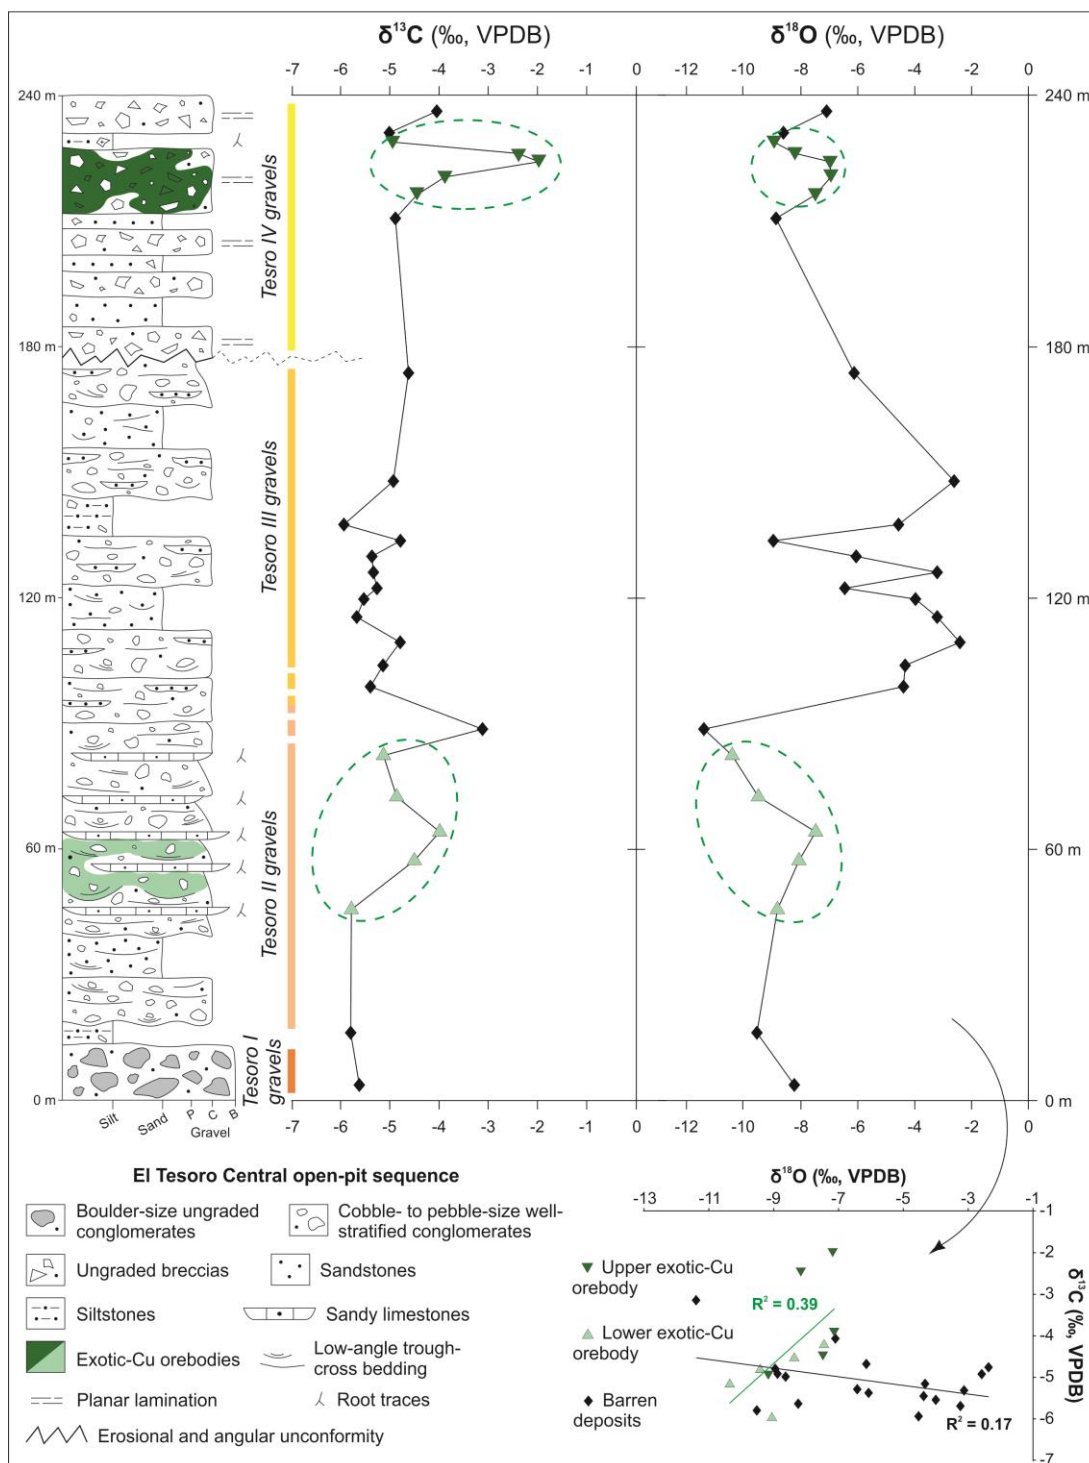 δ¹³C (‰, VPDB)
δ¹⁸O (‰, VPDB)
-7 -6 -5 -4 -3 -2 -1 0
-12 -10 -8 -6 -4 -2 0
240 m
240 m
Tesro IV gravels
180 m
180 m
Tesoro III gravels
120 m
120 m
Tesoro II gravels
60 m
60 m
Tesoro I
gravels
0 m
0 m
Silt
Sand
P C B
Gravel
-7 -6 -5 -4 -3 -2 -1 0
-12 -10 -8 -6 -4 -2 0
El Tesoro Central open-pit sequence
Boulder-size ungraded
conglomerates
Cobble- to pebble-size well-
stratified conglomerates
Ungraded breccias
Sandstones
Siltstones
Sandy limestones
Exotic-Cu orebodies
Low-angle trough-
cross bedding
Planar lamination
Root traces
Erosional and angular unconformity
δ¹⁸O (‰, VPDB)
-13 -11 -9 -7 -5 -3 -1
-1
-2
-3
-4
-5
-6
-7
δ¹³C (‰, VPDB)
Upper exotic-Cu
orebody
Lower exotic-Cu
orebody
Barren
deposits
R² = 0.39
R² = 0.17